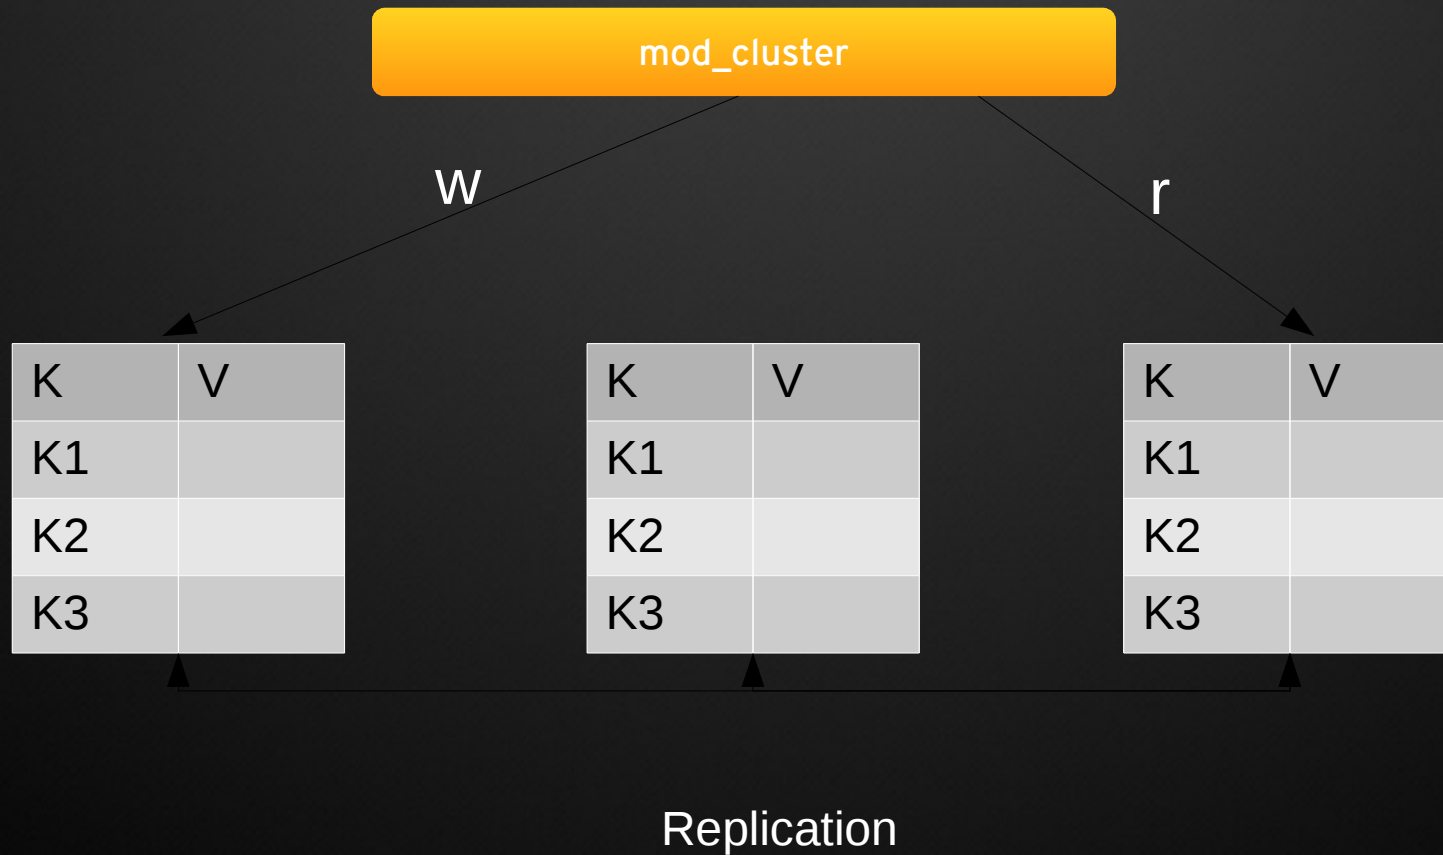 mod_cluster
w
r
K V
K1
K2
K3
K V
K1
K2
K3
K V
K1
K2
K3
Replication